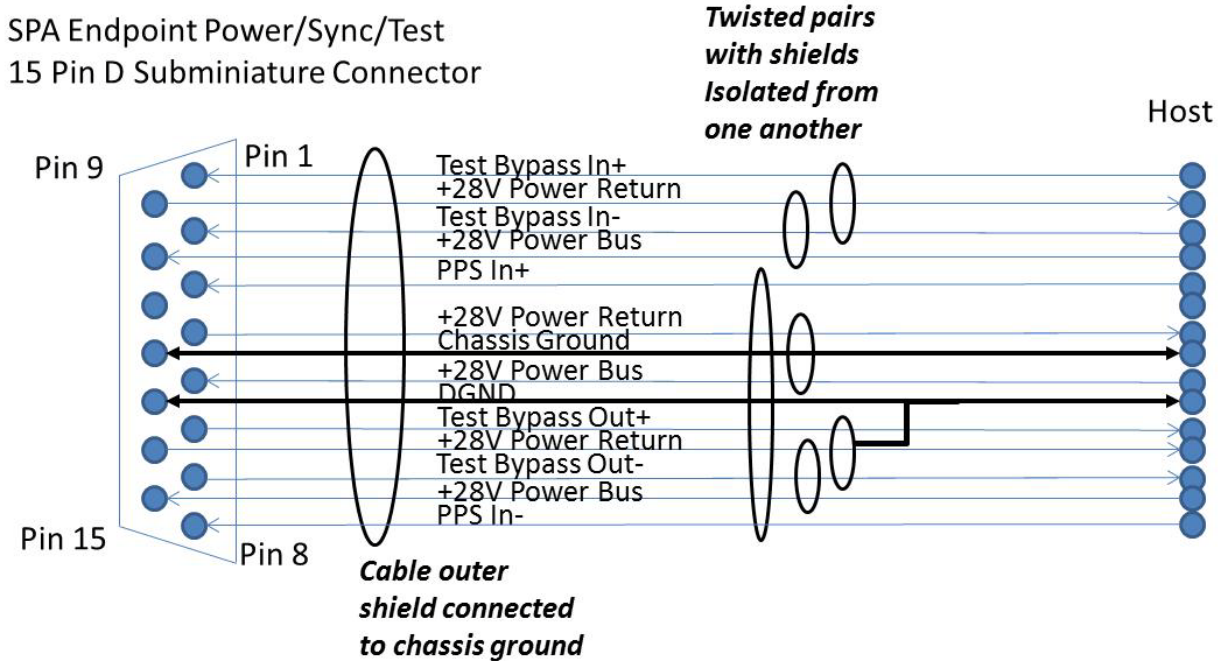 SPA Endpoint Power/Sync/Test
15 Pin D Subminiature Connector
Twisted pairs
with shields
Isolated from
one another
Host
Pin 9
Pin 1
Test Bypass In+
+28V Power Return
Test Bypass In-
+28V Power Bus
PPS In+
+28V Power Return
Chassis Ground
+28V Power Bus
DGND
Test Bypass Out+
+28V Power Return
Test Bypass Out-
+28V Power Bus
PPS In-
Pin 15
Pin 8
Cable outer
shield connected
to chassis ground